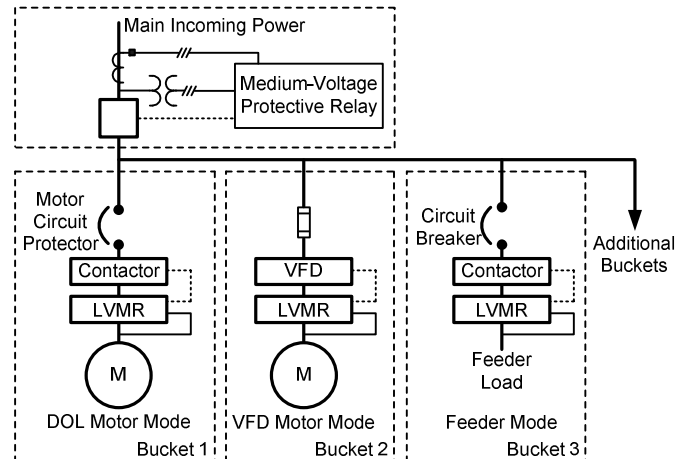 Main Incoming Power
Medium-Voltage
Protective Relay
Motor
Circuit
Protector
Contactor
LVMR
M
DOL Motor Mode
Bucket 1
VFD
LVMR
M
VFD Motor Mode
Bucket 2
Circuit
Breaker
Contactor
LVMR
Feeder
Load
Feeder Mode
Bucket 3
Additional
Buckets